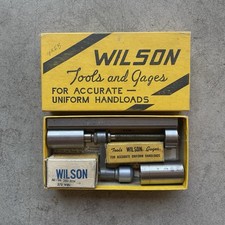 WILSON
Tools and Gages
FOR ACCURATE —
UNIFORM HANDLOADS
Tools WILSON Gages
FOR ACCURATE UNIFORM HANDLOADS
WILSON